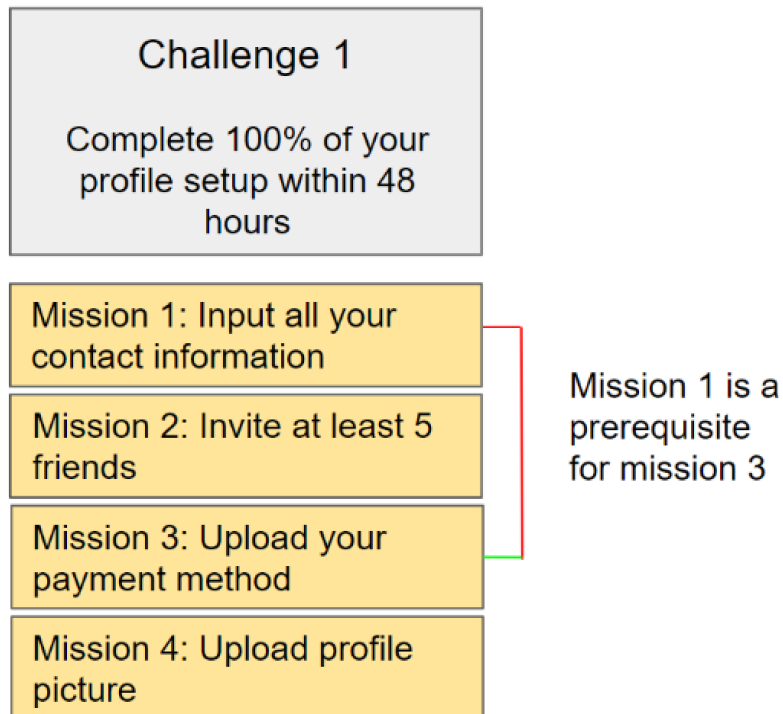 Challenge 1
Complete 100% of your
profile setup within 48
hours
Mission 1: Input all your
contact information
Mission 2: Invite at least 5
friends
Mission 3: Upload your
payment method
Mission 4: Upload profile
picture
Mission 1 is a
prerequisite
for mission 3